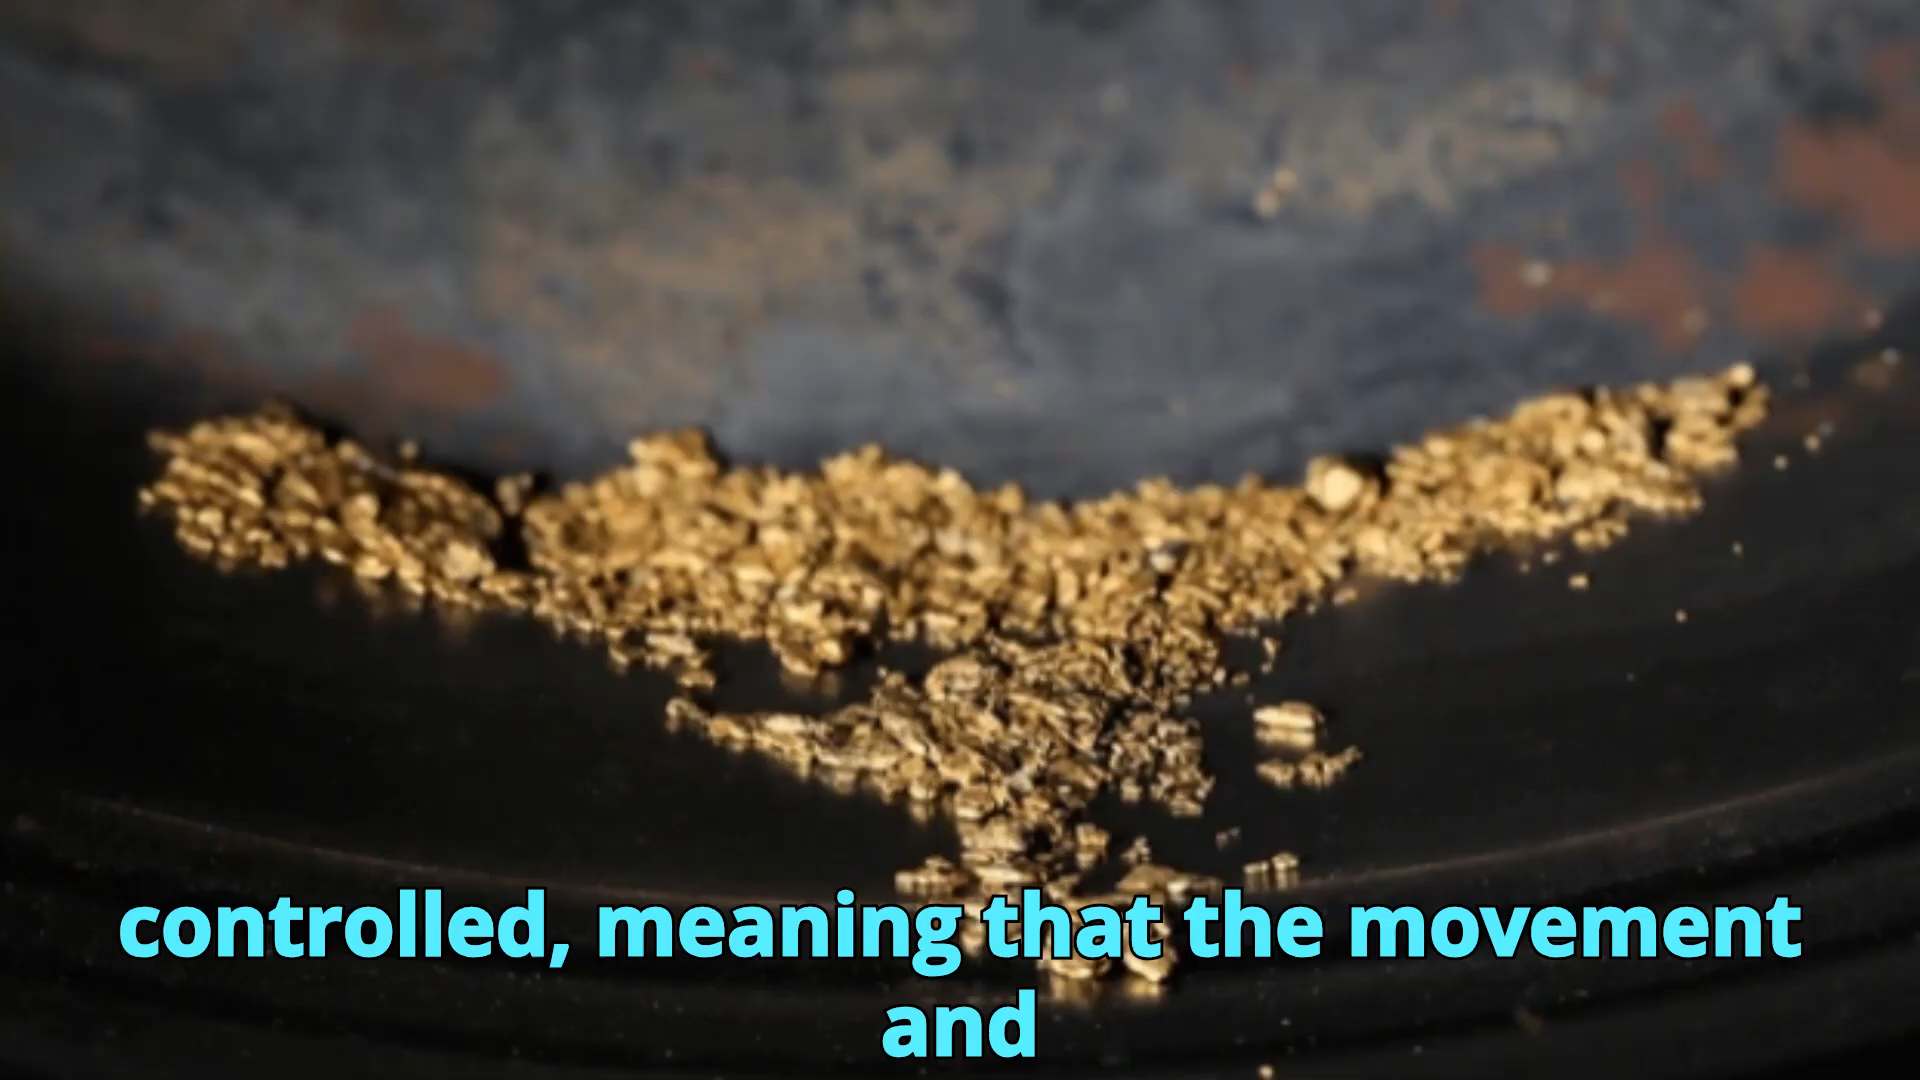 controlled, meaning that the movement
and